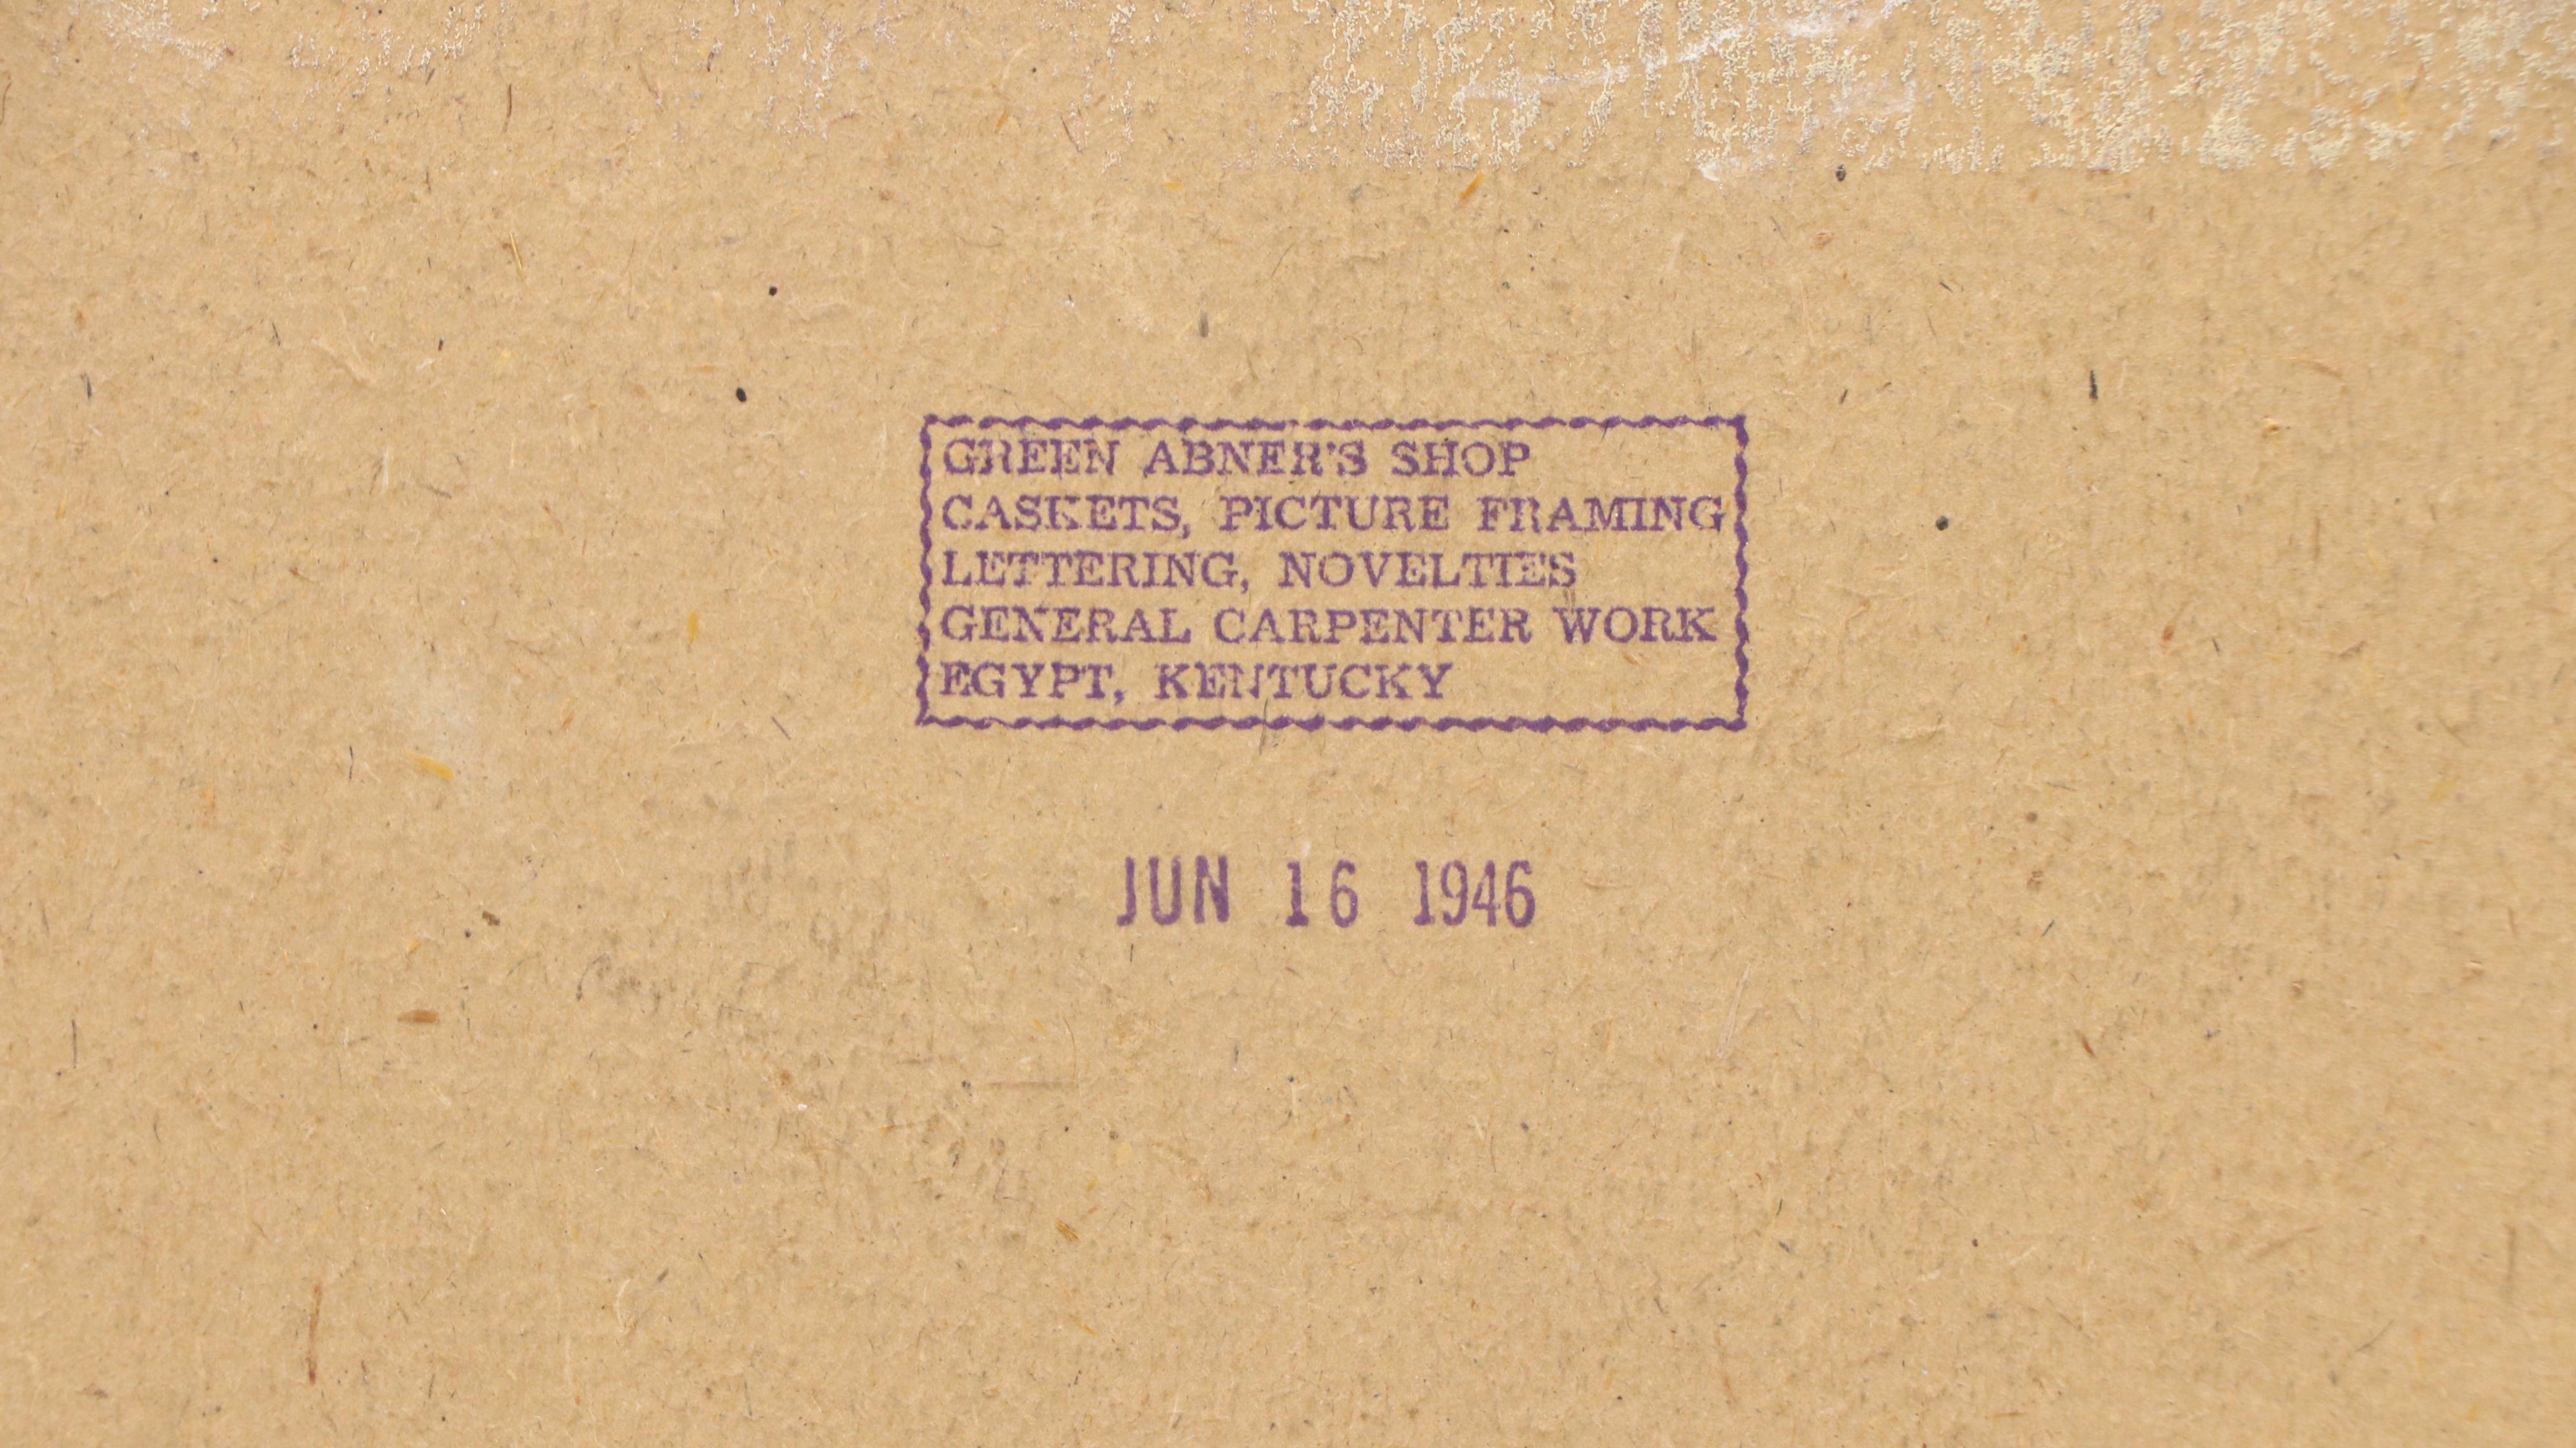 GREEN ABNER'S SHOP
CASKETS, PICTURE FRAMING
LETTERING, NOVELTIES
GENERAL CARPENTER WORK
EGYPT, KENTUCKY
JUN 16 1946